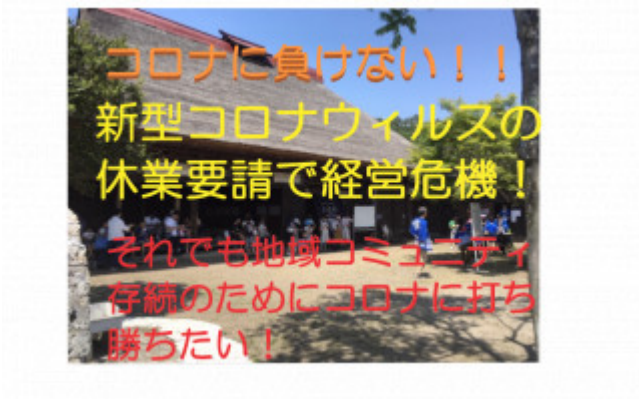 コロナに負けない！！
新型コロナウィルスの
休業要請で経営危機！
それでも地域コミュニティ
存続のためにコロナに打ち
勝ちたい！